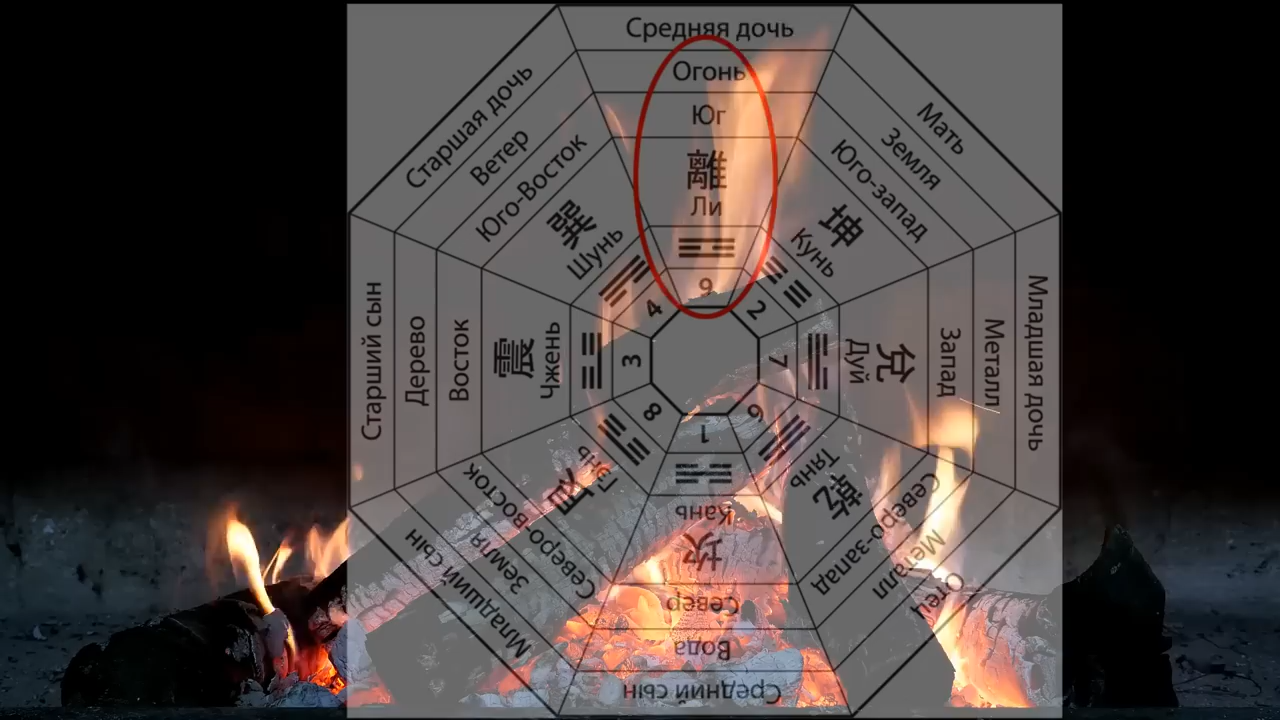 Средняя дочь
Огонь
Юг
離
Ли
9
Мать
Земля
Юго-запад
坤
Кунь
2
Младшая дочь
Металл
Запад
兌
Дуй
7
Отец
Металл
Северо-запад
乾
Тянь
6
Средний сын
Вода
Север
坎
Кань
1
Младший сын
Земля
Северо-восток
艮
Гэнь
8
Старший сын
Дерево
Восток
震
Чжень
3
Старшая дочь
Ветер
Юго-Восток
巽
Шунь
4